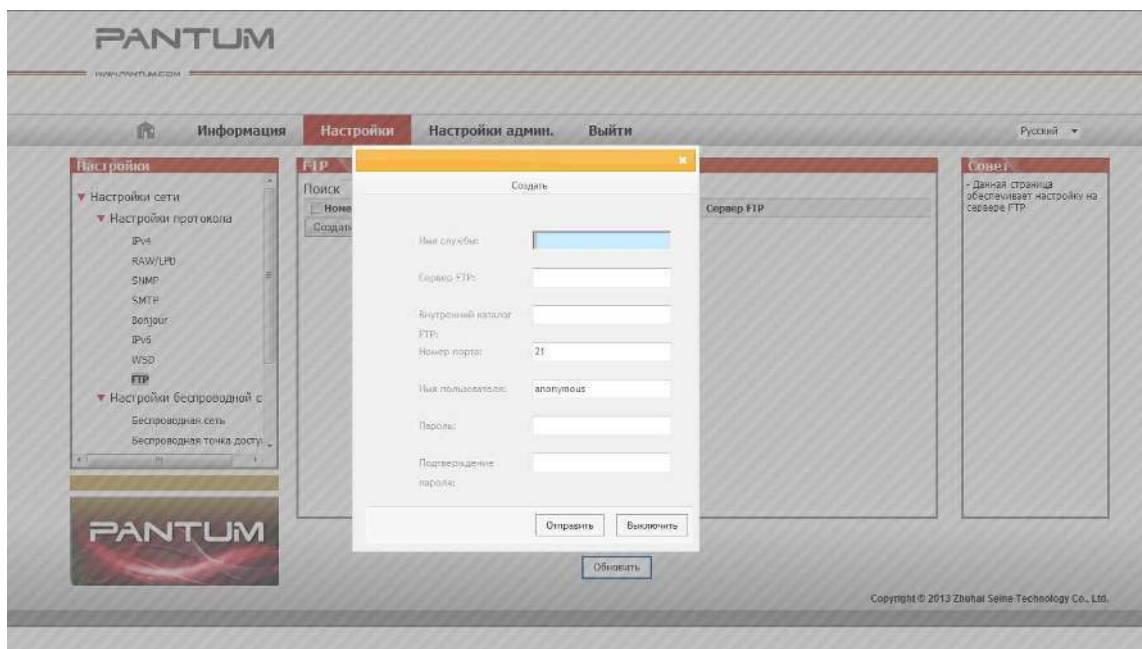 PANTUM
WWW.PANTUM.COM
Информация
Настройки
Настройки админ.
Выйти
Русский
Настройки
Настройки сети
Настройки протокола
IPv4
RAW/LPD
SNMP
SMTP
Bonjour
IPv6
WSD
FTP
Настройки беспроводной с
Беспроводная сеть
Беспроводная точка досту
PANTUM
FTP
Поиск
Номе
Сервер FTP
Создать
Создать
Имя службы:
Сервер FTP:
Внутренний каталог
FTP:
Номер порта:
21
Имя пользователя:
anonymous
Пароль:
Подтверждение
пароля:
Отправить
Выключить
Обновить
Совет
- Данная страница
обеспечивает настройку на
сервере FTP
Copyright © 2013 Zhuhai Seine Technology Co., Ltd.